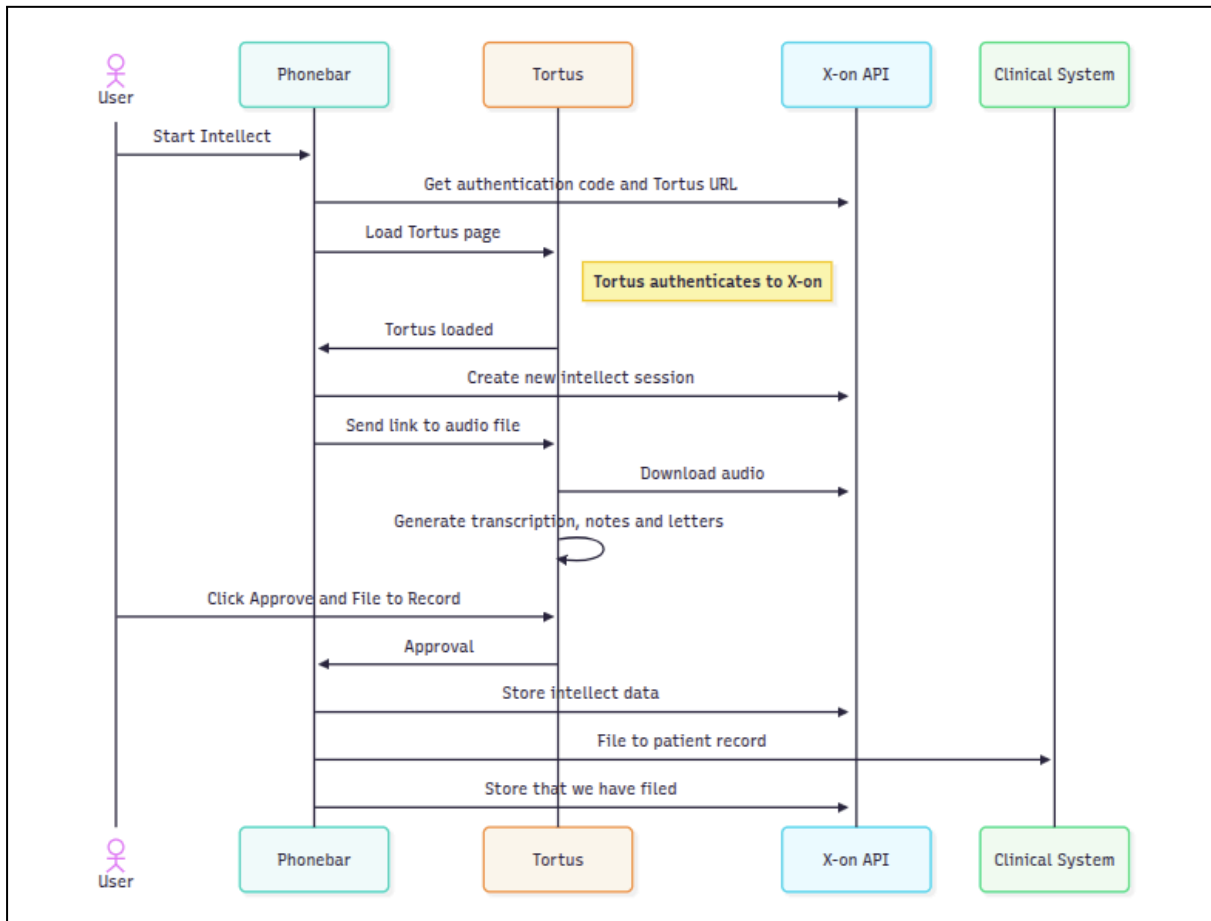 Phonebar
Tortus
X-on API
Clinical System
User
Start Intellect
Get authentication code and Tortus URL
Load Tortus page
Tortus authenticates to X-on
Tortus loaded
Create new intellect session
Send link to audio file
Download audio
Generate transcription, notes and letters
Click Approve and File to Record
Approval
Store intellect data
File to patient record
Store that we have filed
Phonebar
Tortus
X-on API
Clinical System
User